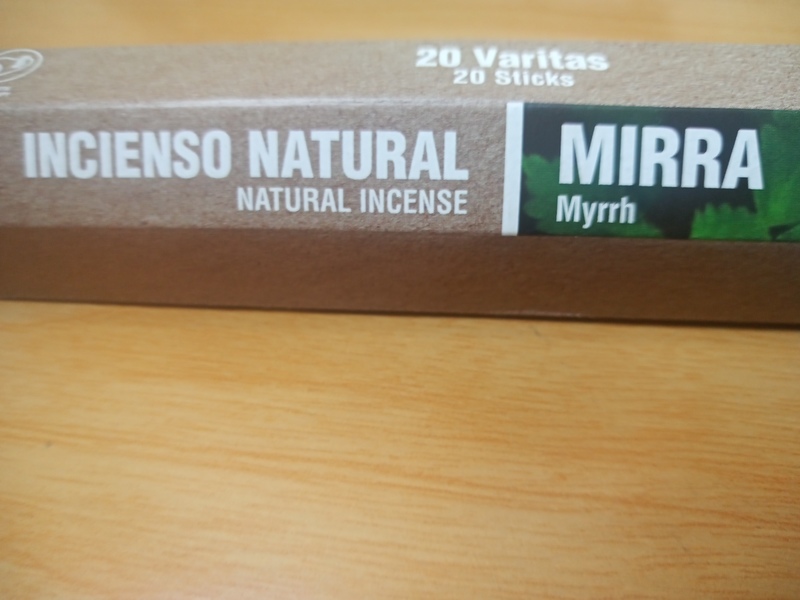 20 Varitas
20 Sticks
INCIENSO NATURAL
NATURAL INCENSE
MIRRA
Myrrh